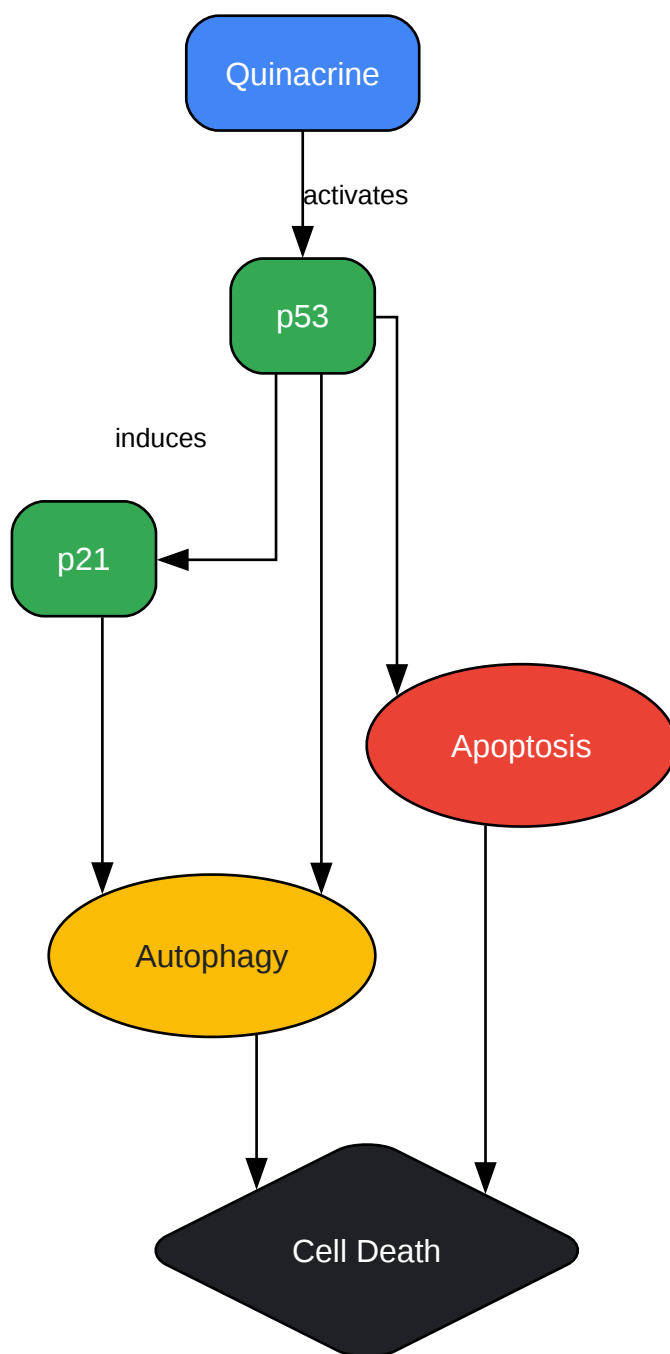 Quinacrine
activates
p53
induces
p21
Apoptosis
Autophagy
Cell Death